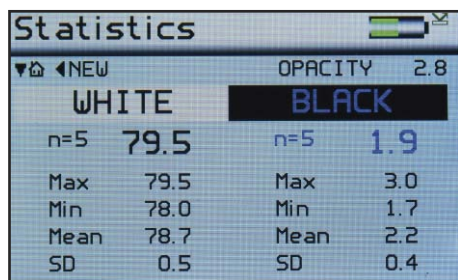 Statistics
▼⌂ ◀NEW OPACITY 2.8
WHITE BLACK
n=5 79.5 n=5 1.9
Max 79.5 Max 3.0
Min 78.0 Min 1.7
Mean 78.7 Mean 2.2
SD 0.5 SD 0.4